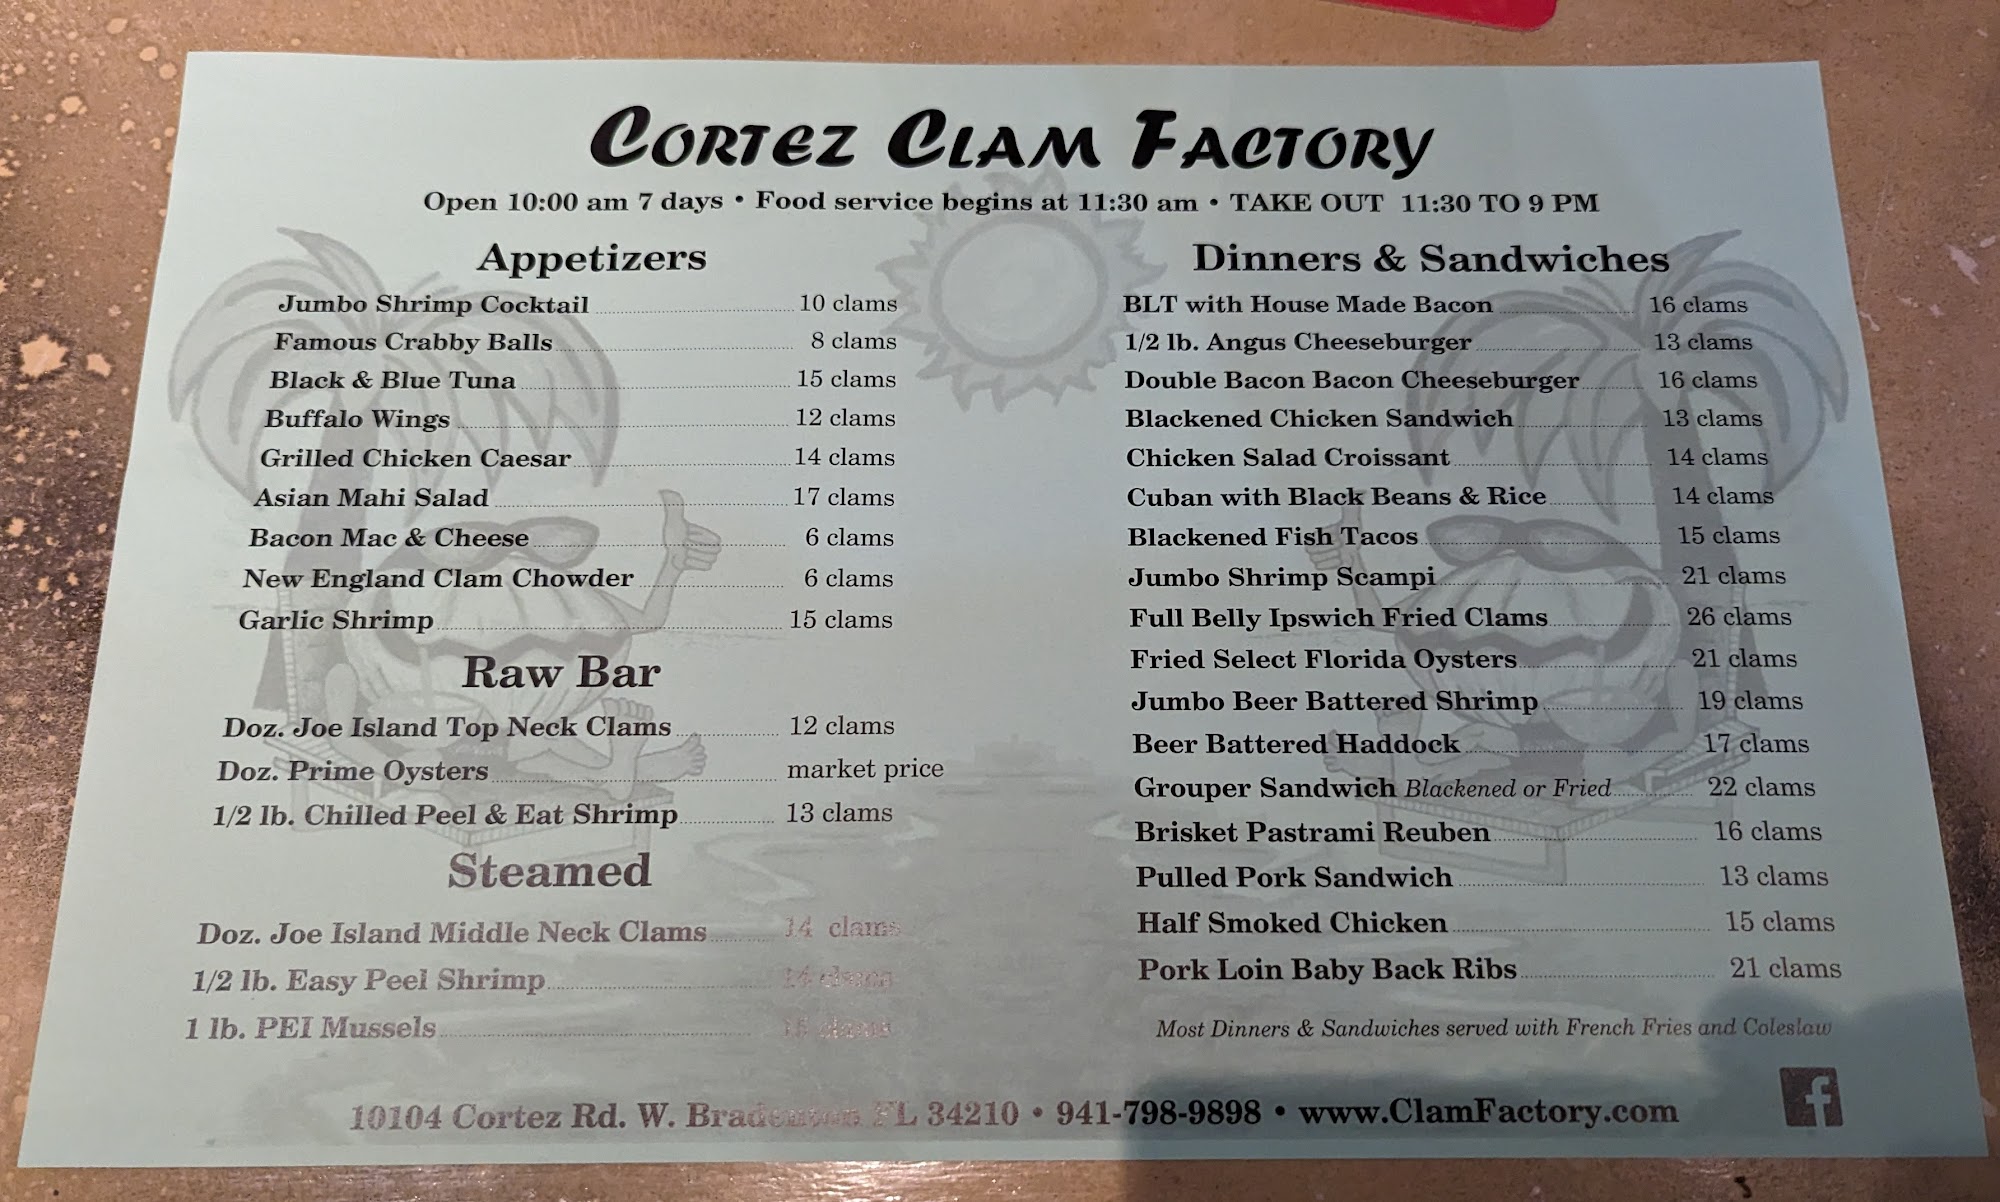 CORTEZ CLAM FACTORY
Open 10:00 am 7 days • Food service begins at 11:30 am • TAKE OUT 11:30 TO 9 PM
Appetizers
Jumbo Shrimp Cocktail 10 clams
Famous Crabby Balls 8 clams
Black & Blue Tuna 15 clams
Buffalo Wings 12 clams
Grilled Chicken Caesar 14 clams
Asian Mahi Salad 17 clams
Bacon Mac & Cheese 6 clams
New England Clam Chowder 6 clams
Garlic Shrimp 15 clams
Raw Bar
Doz. Joe Island Top Neck Clams 12 clams
Doz. Prime Oysters market price
1/2 lb. Chilled Peel & Eat Shrimp 13 clams
Steamed
Doz. Joe Island Middle Neck Clams 14 clams
1/2 lb. Easy Peel Shrimp 14 clams
1 lb. PEI Mussels clams
Dinners & Sandwiches
BLT with House Made Bacon 16 clams
1/2 lb. Angus Cheeseburger 13 clams
Double Bacon Bacon Cheeseburger 16 clams
Blackened Chicken Sandwich 13 clams
Chicken Salad Croissant 14 clams
Cuban with Black Beans & Rice 14 clams
Blackened Fish Tacos 15 clams
Jumbo Shrimp Scampi 21 clams
Full Belly Ipswich Fried Clams 26 clams
Fried Select Florida Oysters 21 clams
Jumbo Beer Battered Shrimp 19 clams
Beer Battered Haddock 17 clams
Grouper Sandwich Blackened or Fried 22 clams
Brisket Pastrami Reuben 16 clams
Pulled Pork Sandwich 13 clams
Half Smoked Chicken 15 clams
Pork Loin Baby Back Ribs 21 clams
Most Dinners & Sandwiches served with French Fries and Coleslaw
10104 Cortez Rd. W. Bradenton FL 34210 • 941-798-9898 • www.ClamFactory.com
f